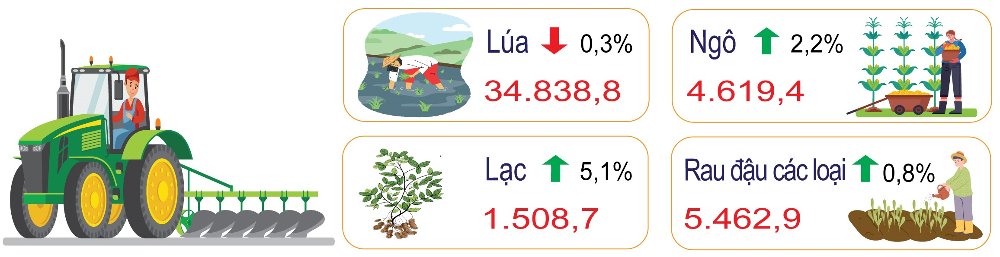 Lúa 0,3%
34.838,8
Ngô 2,2%
4.619,4
Lạc 5,1%
1.508,7
Rau đậu các loại 0,8%
5.462,9